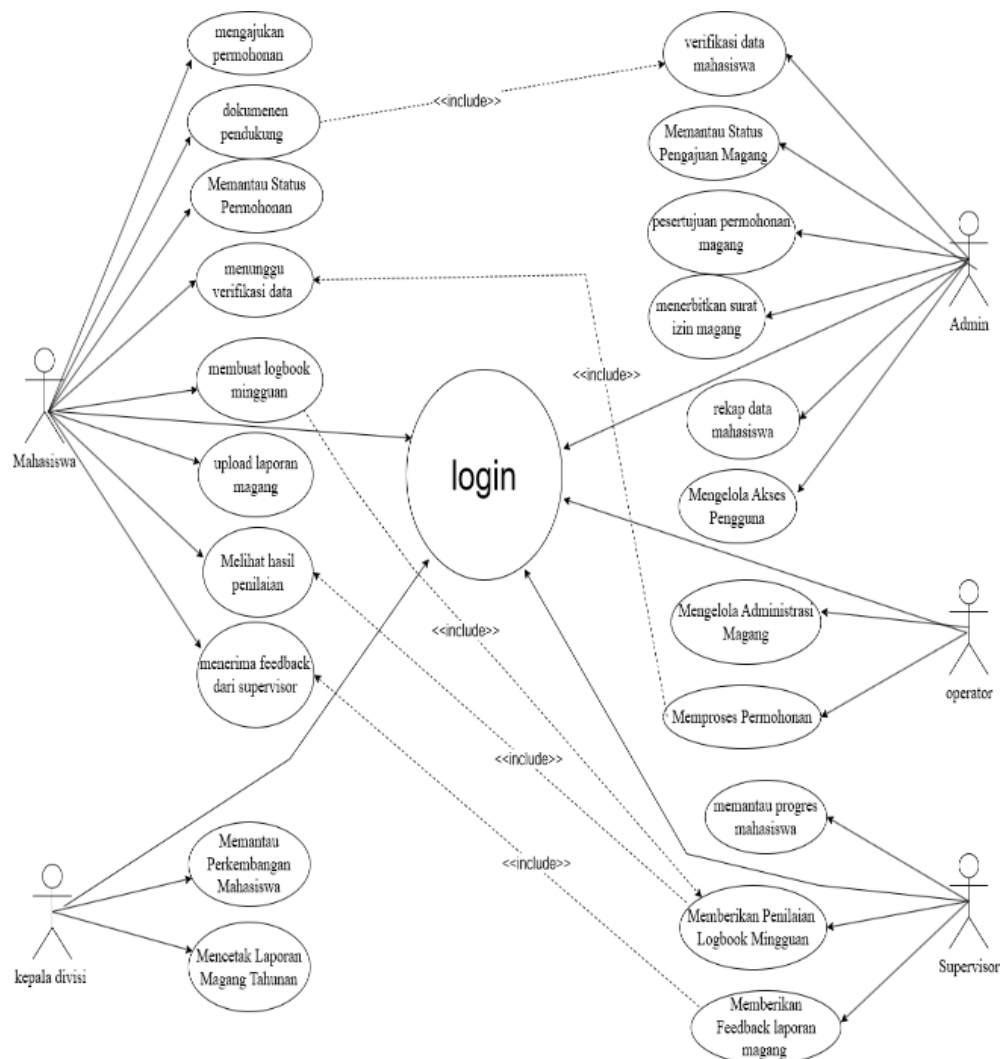 mengajukan
permohonan
dokumenen
pendukung
Memantau Status
Permohonan
menunggu
verifikasi data
membuat logbook
mingguan
upload laporan
magang
Melihat hasil
penilaian
menerima feedback
dari supervisor
Mahasiswa
<<include>>
verifikasi data
mahasiswa
Memantau Status
Pengajuan Magang
pesertujuan permohonan
magang
menerbitkan surat
izin magang
rekap data
mahasiswa
Mengelola Akses
Pengguna
Admin
<<include>>
login
<<include>>
Mengelola Administrasi
Magang
Memproses Permohonan
operator
<<include>>
<<include>>
memantau progres
mahasiswa
Memberikan Penilaian
Logbook Mingguan
Memberikan
Feedback laporan
magang
Supervisor
Memantau
Perkembangan
Mahasiswa
Mencetak Laporan
Magang Tahunan
kepala divisi